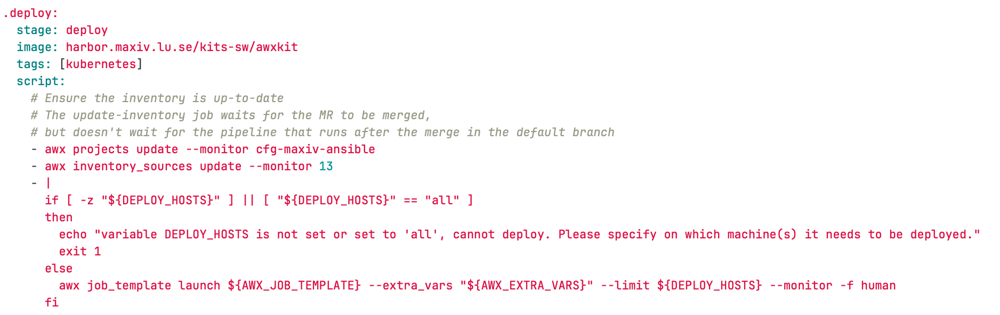 .deploy:
  stage: deploy
  image: harbor.maxiv.lu.se/kits-sw/awxkit
  tags: [kubernetes]
  script:
    # Ensure the inventory is up-to-date
    # The update-inventory job waits for the MR to be merged,
    # but doesn't wait for the pipeline that runs after the merge in the default branch
    - awx projects update --monitor cfg-maxiv-ansible
    - awx inventory_sources update --monitor 13
    - |
      if [ -z "${DEPLOY_HOSTS}" ] || [ "${DEPLOY_HOSTS}" == "all" ]
      then
        echo "variable DEPLOY_HOSTS is not set or set to 'all', cannot deploy. Please specify on which machine(s) it needs to be deployed."
        exit 1
      else
        awx job_template launch ${AWX_JOB_TEMPLATE} --extra_vars "${AWX_EXTRA_VARS}" --limit ${DEPLOY_HOSTS} --monitor -f human
      fi